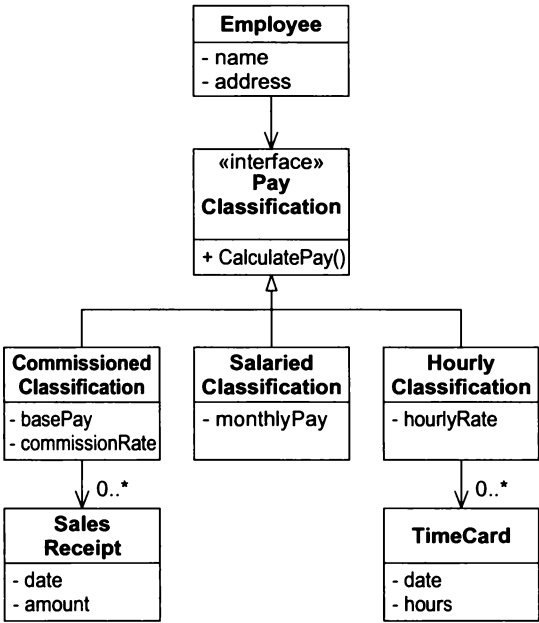 Employee
- name
- address
«interface»
Pay
Classification
+ CalculatePay()
Commissioned
Classification
- basePay
- commissionRate
Salaried
Classification
- monthlyPay
Hourly
Classification
- hourlyRate
0..*
0..*
Sales
Receipt
- date
- amount
TimeCard
- date
- hours